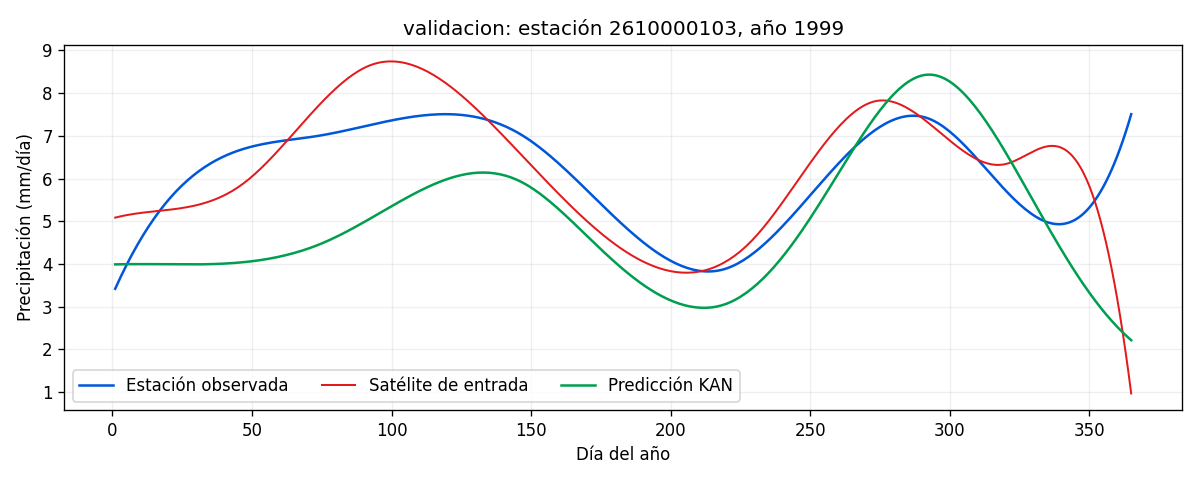 validacion: estación 2610000103, año 1999
Precipitación (mm/día)
9
8
7
6
5
4
3
2
1
Estación observada
Satélite de entrada
Predicción KAN
0 50 100 150 200 250 300 350
Día del año